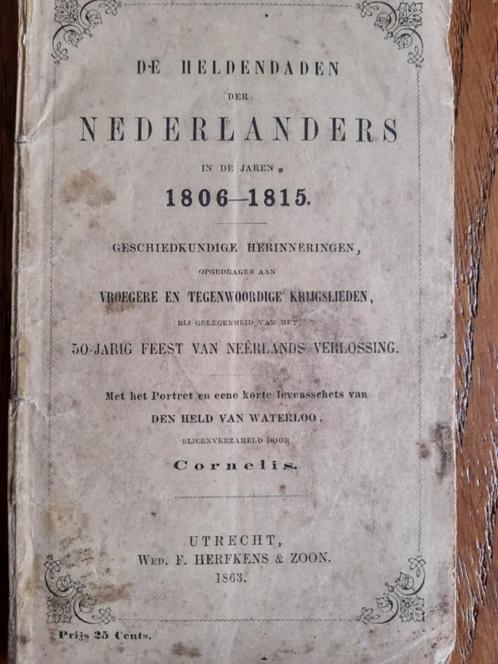 DE HELDENDADEN
DER
NEDERLANDERS
IN DE JAREN
1806—1815.
GESCHIEDKUNDIGE HERINNERINGEN,
OPGEDRAGEN AAN
VROEGERE EN TEGENWOORDIGE KRIJGSLIEDEN,
BIJ GELEGENHEID VAN HET
50-JARIG FEEST VAN NEÊRLANDS VERLOSSING.
Met het Portret en eene korte levensschets van
DEN HELD VAN WATERLOO,
BIJEENVERZAMELD DOOR
Cornelis.
UTRECHT,
WED. F. HERFKENS & ZOON.
1863.
Prijs 25 Cents.